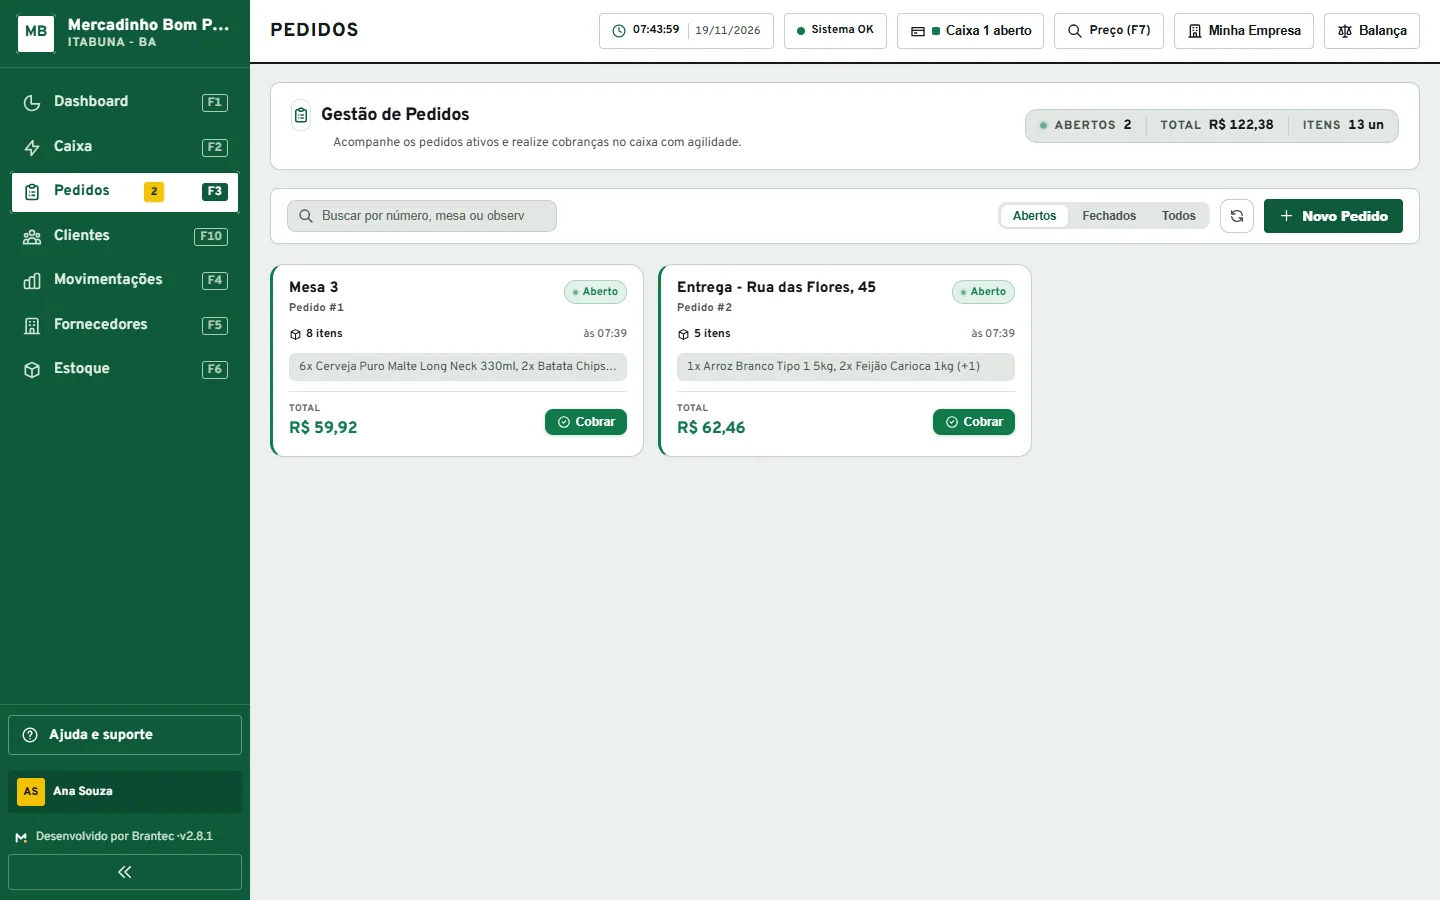 MB
Mercadinho Bom P...
ITABUNA - BA
Dashboard F1
Caixa F2
Pedidos 2 F3
Clientes F10
Movimentações F4
Fornecedores F5
Estoque F6
Ajuda e suporte
AS Ana Souza
Desenvolvido por Brantec ·v2.8.1
PEDIDOS
07:43:59 19/11/2026
Sistema OK
Caixa 1 aberto
Preço (F7)
Minha Empresa
Balança
Gestão de Pedidos
Acompanhe os pedidos ativos e realize cobranças no caixa com agilidade.
ABERTOS 2 TOTAL R$ 122,38 ITENS 13 un
Buscar por número, mesa ou observ
Abertos Fechados Todos
Novo Pedido
Mesa 3
Aberto
Pedido #1
8 itens às 07:39
6x Cerveja Puro Malte Long Neck 330ml, 2x Batata Chips...
TOTAL
R$ 59,92
Cobrar
Entrega - Rua das Flores, 45
Aberto
Pedido #2
5 itens às 07:39
1x Arroz Branco Tipo 1 5kg, 2x Feijão Carioca 1kg (+1)
TOTAL
R$ 62,46
Cobrar